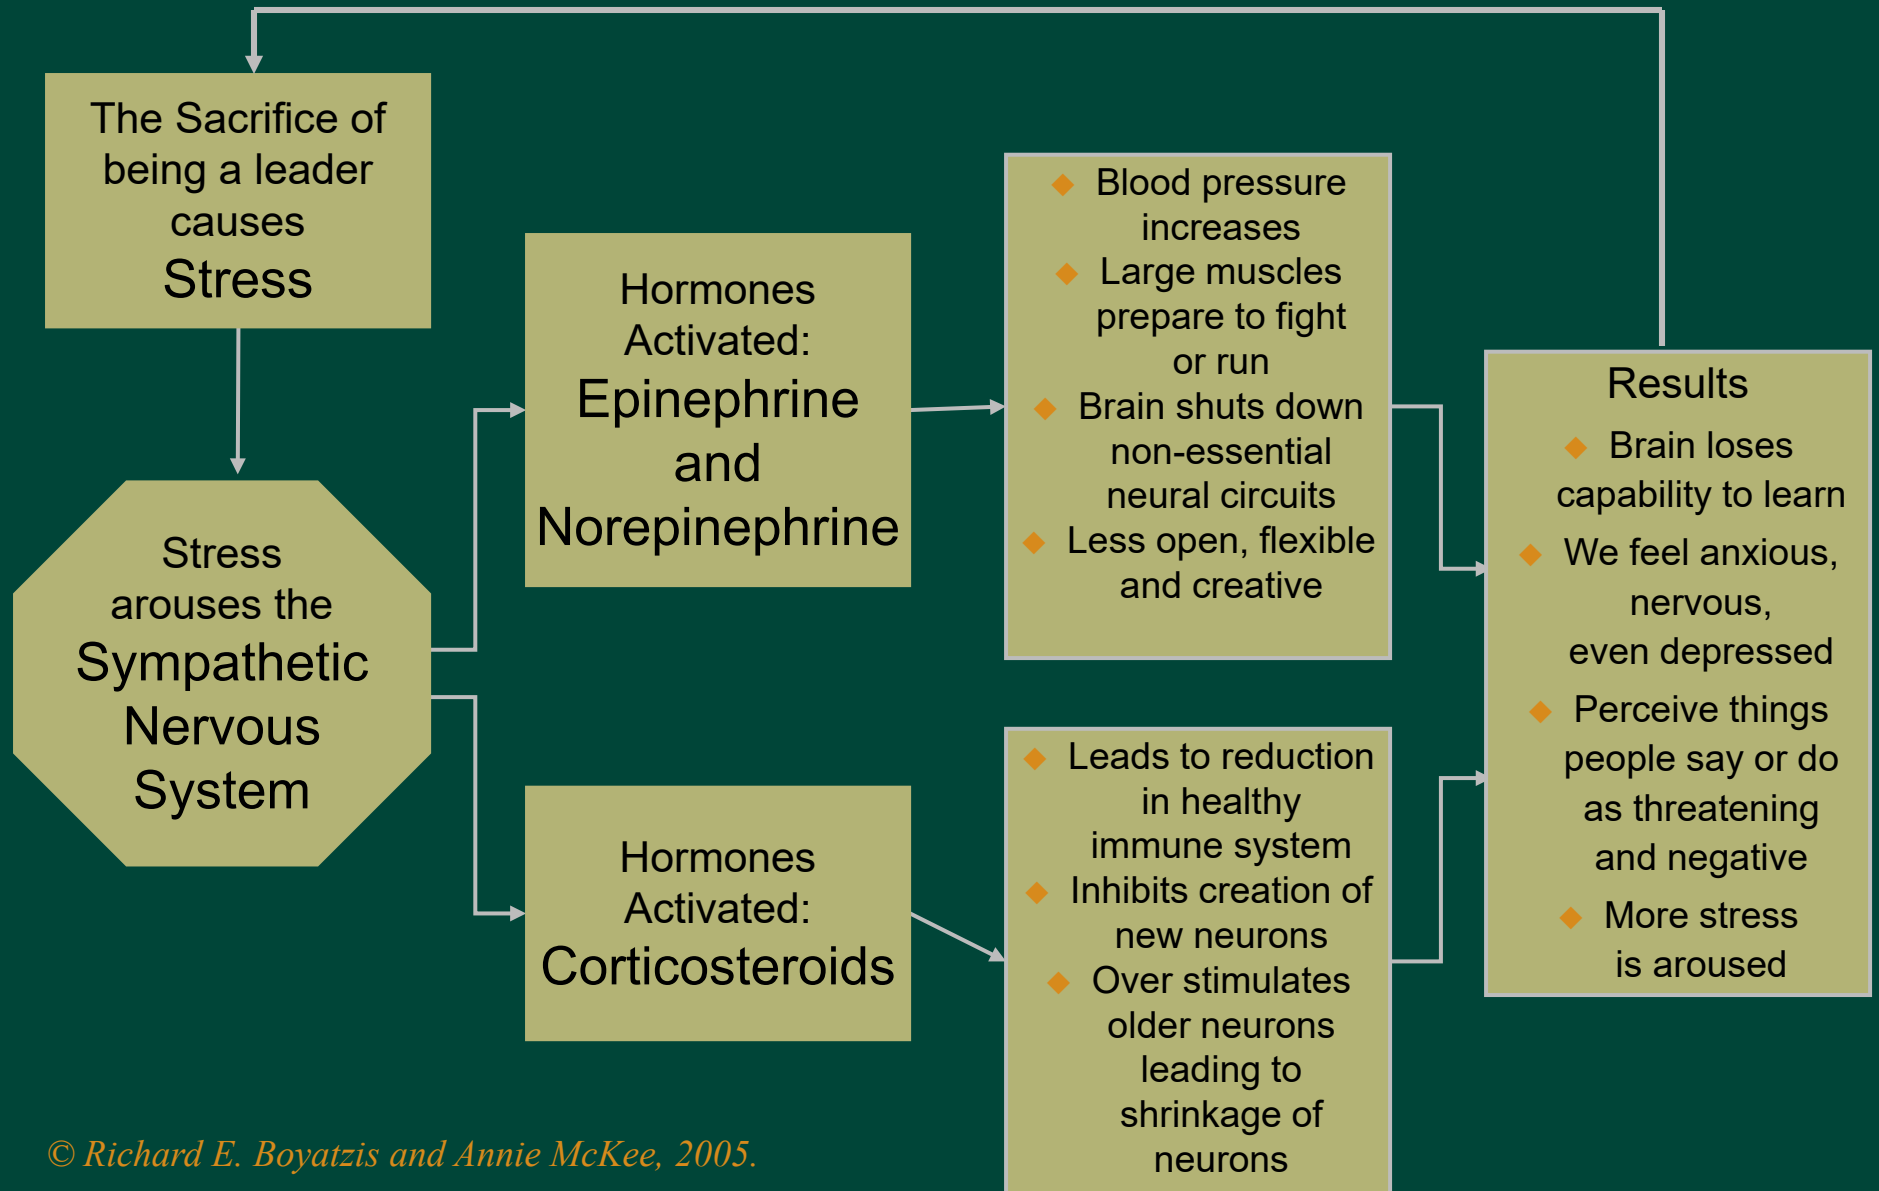 The Sacrifice of
being a leader
causes
Stress
Stress
arouses the
Sympathetic
Nervous
System
Hormones
Activated:
Epinephrine
and
Norepinephrine
Hormones
Activated:
Corticosteroids
◆ Blood pressure
increases
◆ Large muscles
prepare to fight
or run
◆ Brain shuts down
non-essential
neural circuits
◆ Less open, flexible
and creative
◆ Leads to reduction
in healthy
immune system
◆ Inhibits creation of
new neurons
◆ Over stimulates
older neurons
leading to
shrinkage of
neurons
Results
◆ Brain loses
capability to learn
◆ We feel anxious,
nervous,
even depressed
◆ Perceive things
people say or do
as threatening
and negative
◆ More stress
is aroused
© Richard E. Boyatzis and Annie McKee, 2005.